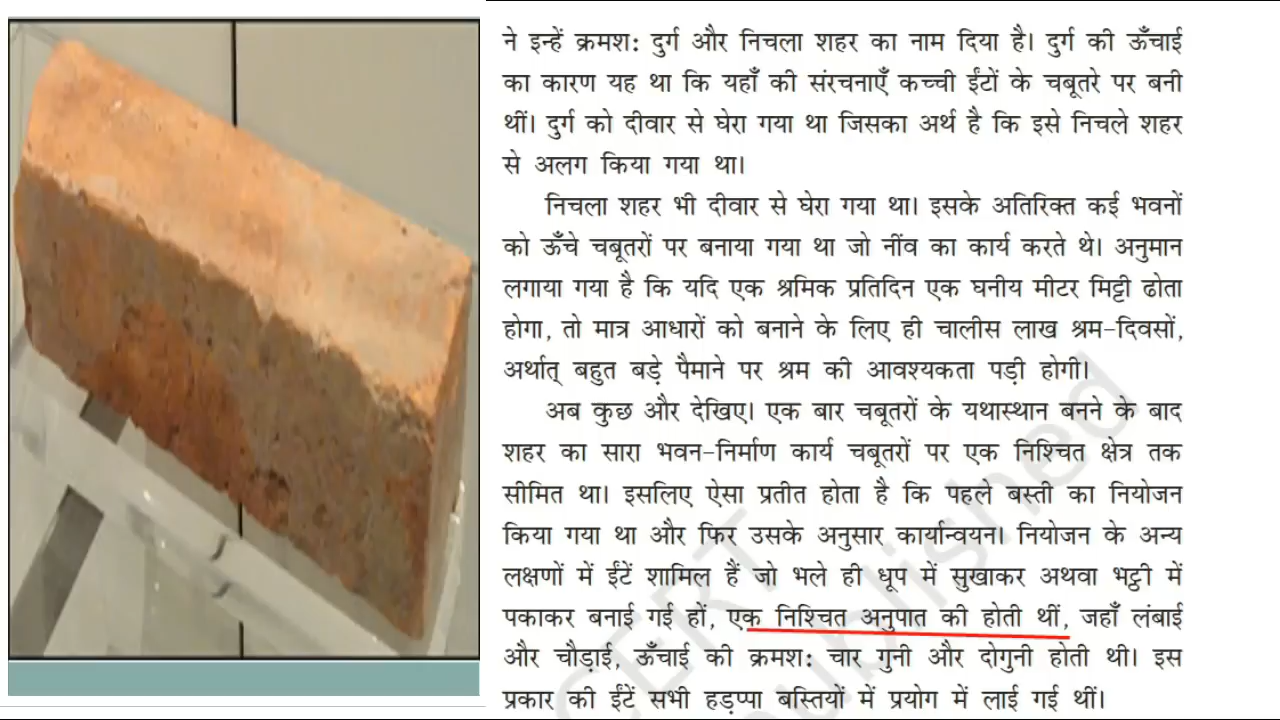 ने इन्हें क्रमश: दुर्ग और निचला शहर का नाम दिया है। दुर्ग की ऊँचाई
का कारण यह था कि यहाँ की संरचनाएँ कच्ची ईंटों के चबूतरे पर बनी
थीं। दुर्ग को दीवार से घेरा गया था जिसका अर्थ है कि इसे निचले शहर
से अलग किया गया था।
निचला शहर भी दीवार से घेरा गया था। इसके अतिरिक्त कई भवनों
को ऊँचे चबूतरों पर बनाया गया था जो नींव का कार्य करते थे। अनुमान
लगाया गया है कि यदि एक श्रमिक प्रतिदिन एक घनीय मीटर मिट्टी ढोता
होगा, तो मात्र आधारों को बनाने के लिए ही चालीस लाख श्रम-दिवसों,
अर्थात् बहुत बड़े पैमाने पर श्रम की आवश्यकता पड़ी होगी।
अब कुछ और देखिए। एक बार चबूतरों के यथास्थान बनने के बाद
शहर का सारा भवन-निर्माण कार्य चबूतरों पर एक निश्चित क्षेत्र तक
सीमित था। इसलिए ऐसा प्रतीत होता है कि पहले बस्ती का नियोजन
किया गया था और फिर उसके अनुसार कार्यान्वयन। नियोजन के अन्य
लक्षणों में ईंटें शामिल हैं जो भले ही धूप में सुखाकर अथवा भट्ठी में
पकाकर बनाई गई हों, एक निश्चित अनुपात की होती थीं, जहाँ लंबाई
और चौड़ाई, ऊँचाई की क्रमश: चार गुनी और दोगुनी होती थी। इस
प्रकार की ईंटें सभी हड़प्पा बस्तियों में प्रयोग में लाई गई थीं।